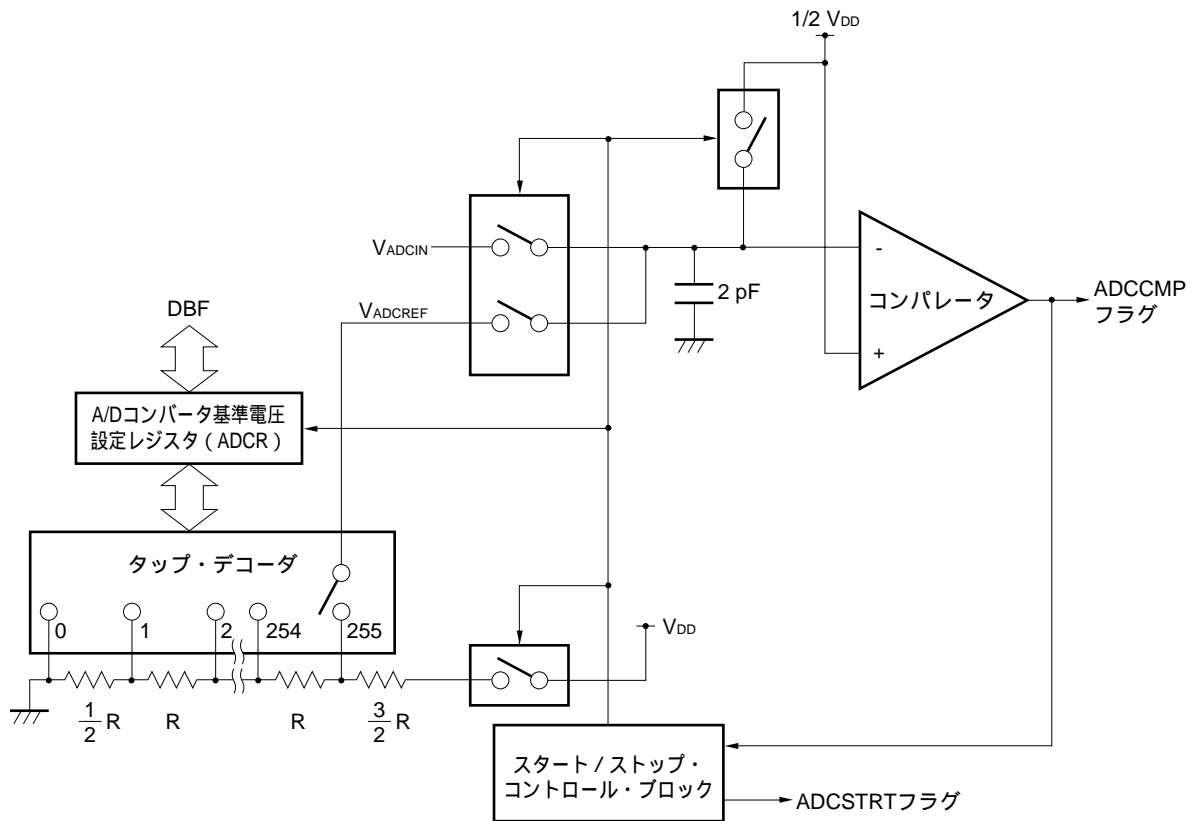 1/2 VDD
VADCIN
VADCREF
2 pF
-
+
コンパレータ
ADCCMP
フラグ
DBF
A/Dコンバータ基準電圧
設定レジスタ（ADCR）
タップ・デコーダ
0
1
2
254
255
VDD
1/2 R
R
R
3/2 R
スタート／ストップ・
コントロール・ブロック
ADCSTRTフラグ